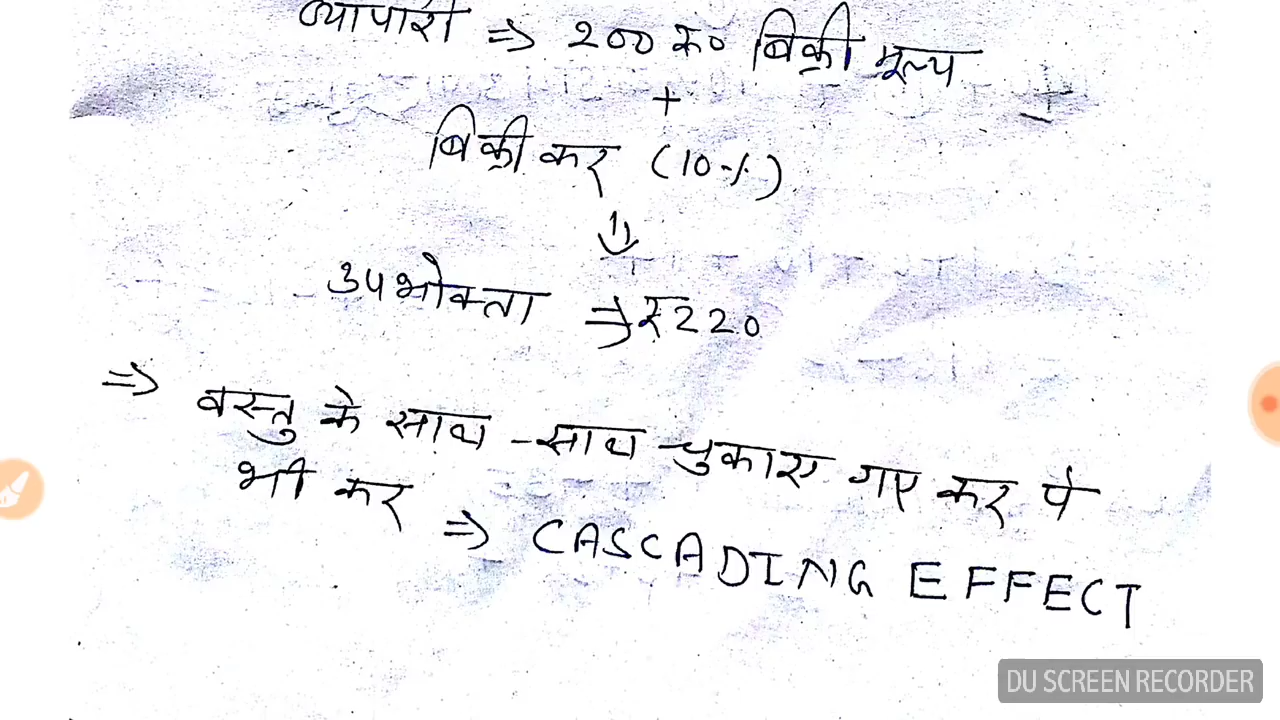 व्यापारी ⇒ 200 रु० बिक्री मूल्य
+
बिक्री कर (10%)
⇓
उपभोक्ता ⇒ ₹220
⇒ वस्तु के साथ-साथ चुकाए गए कर पे
भी कर ⇒ CASCADING EFFECT
DU SCREEN RECORDER